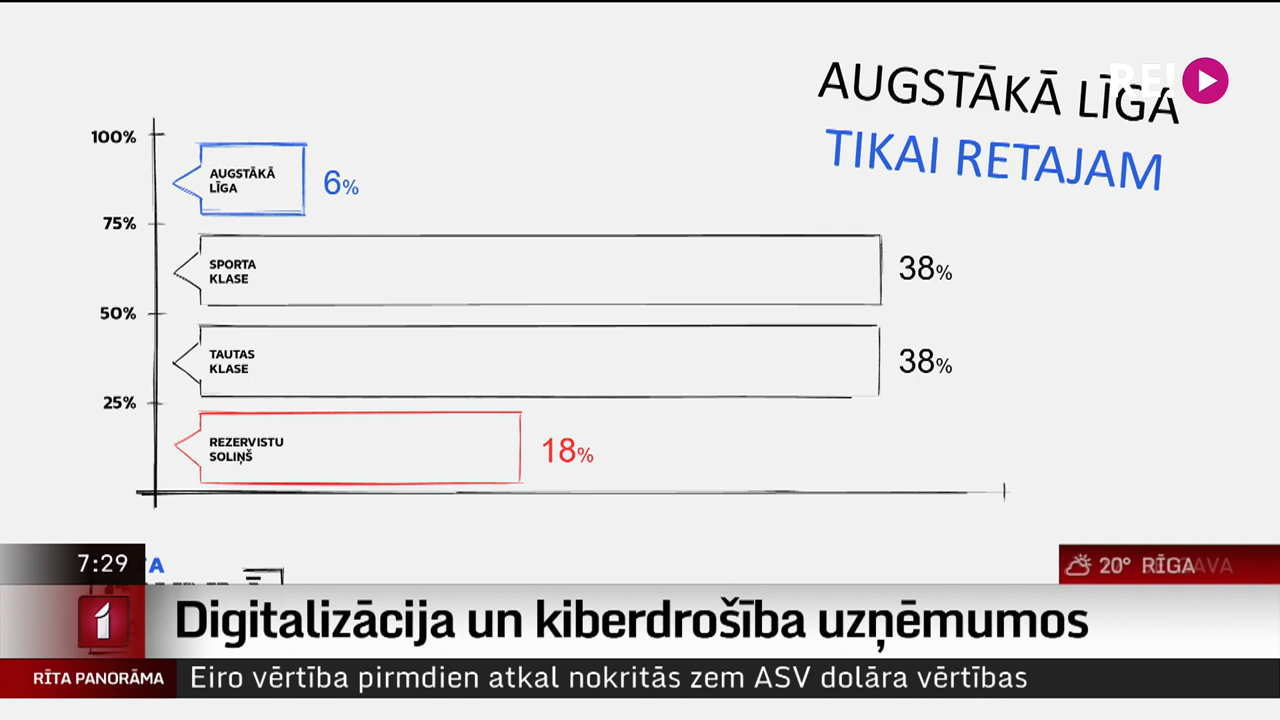 RE!
AUGSTĀKĀ LĪGA
TIKAI RETAJAM
100%
AUGSTĀKĀ
LĪGA
6%
75%
SPORTA
KLASE
38%
50%
TAUTAS
KLASE
38%
25%
REZERVISTU
SOLIŅŠ
18%
7:29
TA
20° RĪGA
1
Digitalizācija un kiberdrošība uzņēmumos
RĪTA PANORĀMA
Eiro vērtība pirmdien atkal nokritās zem ASV dolāra vērtības